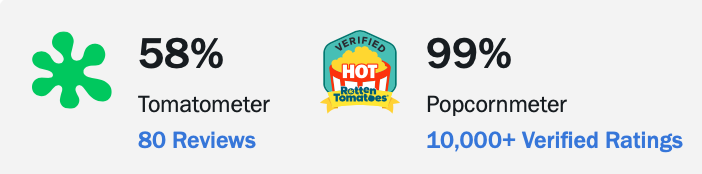 58%
Tomatometer
80 Reviews
VERIFIED
HOT
Rotten
Tomatoes
99%
Popcornmeter
10,000+ Verified Ratings